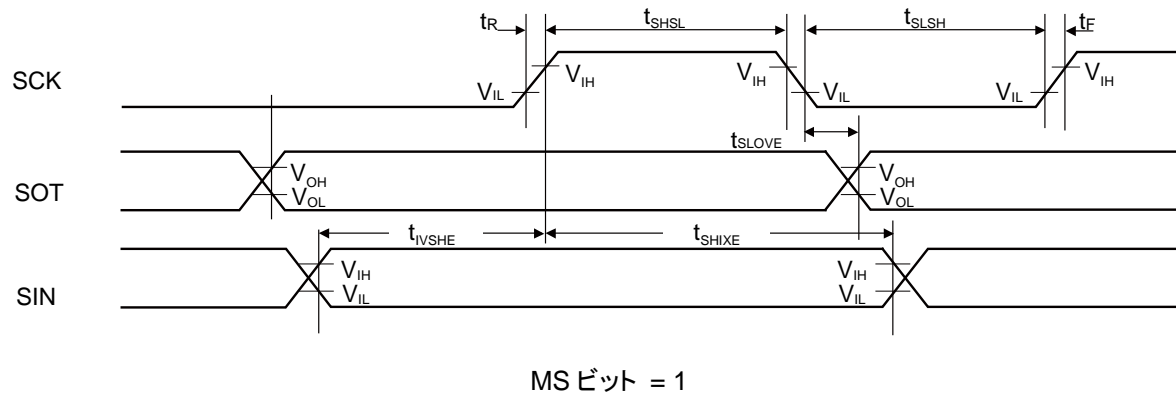 tR tSHSL tSLSH tF
SCK VIL VIH VIH VIL VIL VIH
tSLOVE
SOT VOH VOL VOH VOL
tIVSHE tSHIXE
SIN VIH VIL VIH VIL
MS ビット = 1